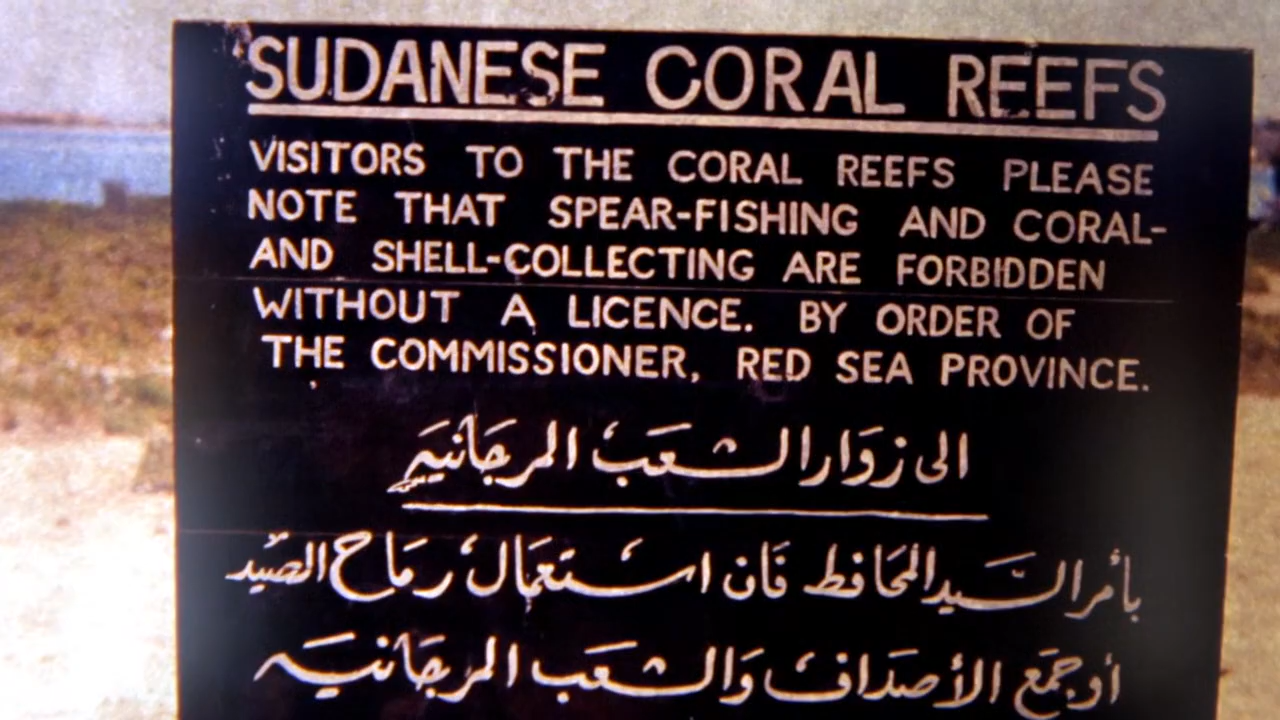 SUDANESE CORAL REEFS
VISITORS TO THE CORAL REEFS PLEASE
NOTE THAT SPEAR-FISHING AND CORAL-
AND SHELL-COLLECTING ARE FORBIDDEN
WITHOUT A LICENCE. BY ORDER OF
THE COMMISSIONER, RED SEA PROVINCE.
الى زوار الشعب المرجانيه
بأمر السيد المحافظ فان استعمال رماح الصيد
أو جمع الأصداف والشعب المرجانيه